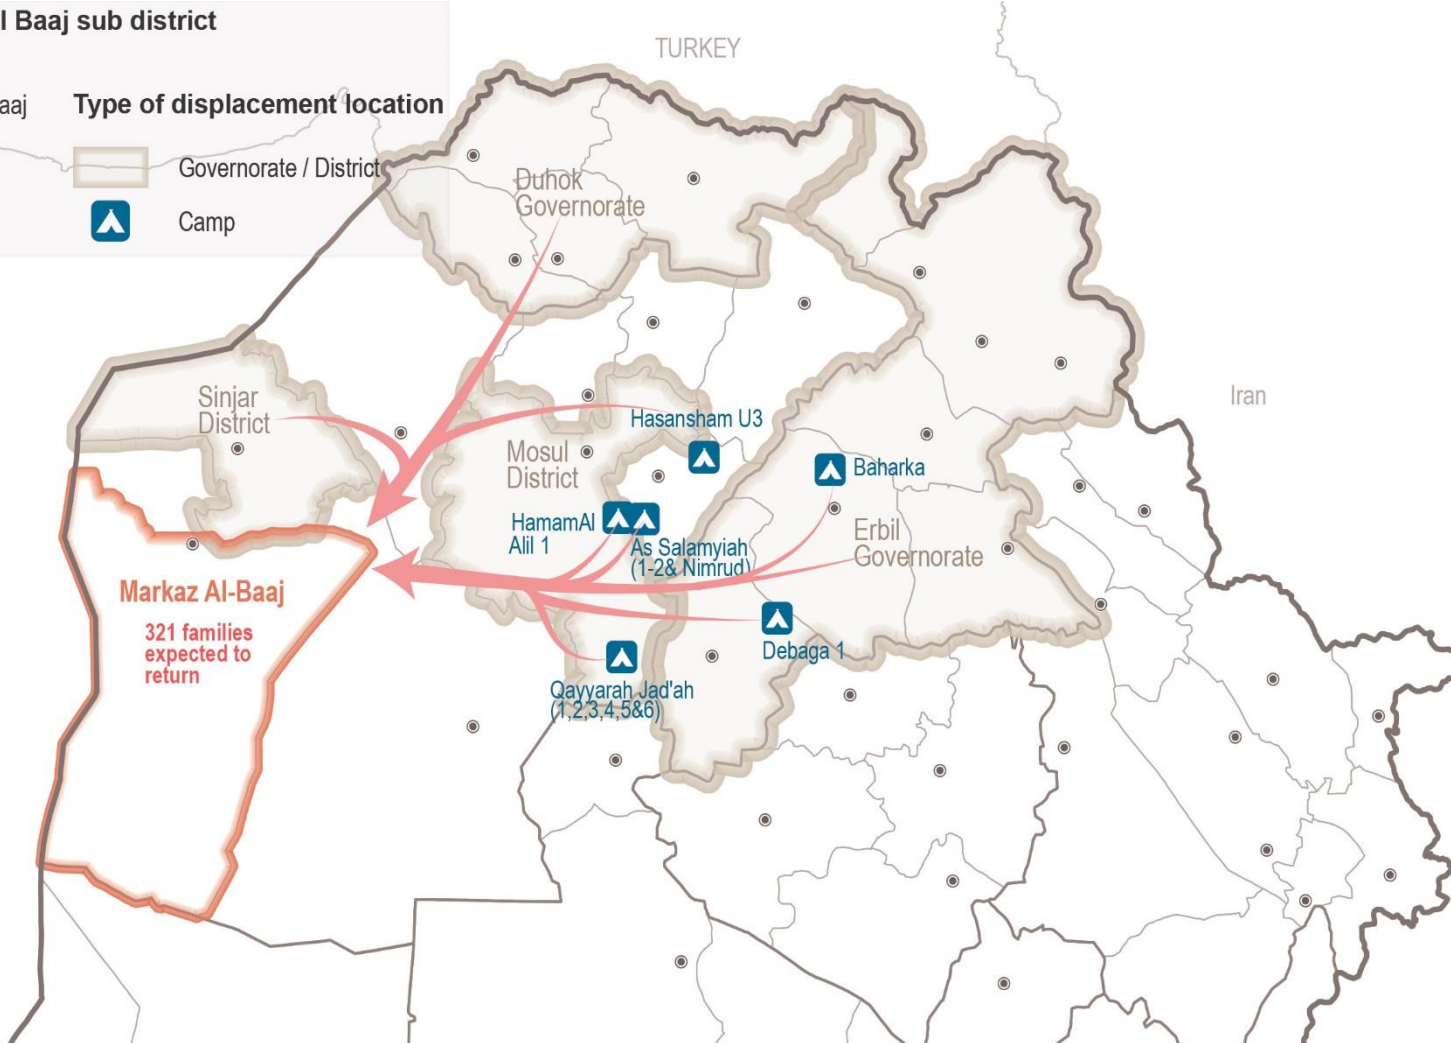 l Baaj sub district
aaj
Type of displacement location
Governorate / District
Camp
TURKEY
Duhok
Governorate
Iran
Sinjar
District
Hasansham U3
Mosul
District
Baharka
HamamAl
Alil 1
As Salamyiah
(1-2& Nimrud)
Erbil
Governorate
Markaz Al-Baaj
321 families
expected to
return
Debaga 1
Qayyarah Jad'ah
(1,2,3,4,5&6)